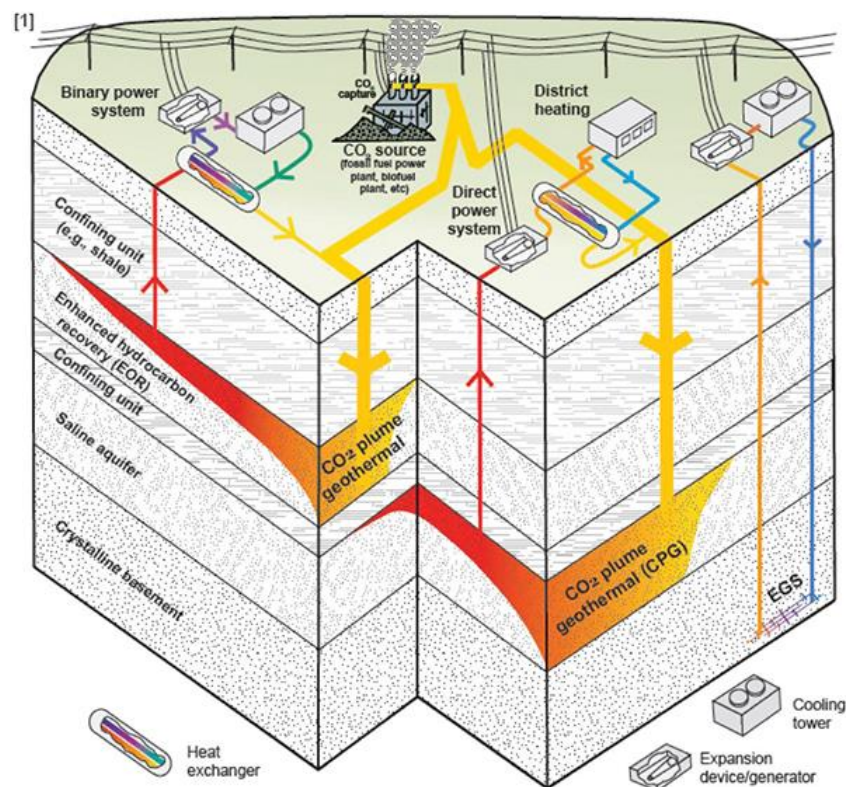 [1]
Binary power
system
CO2
capture
CO2 source
(fossil fuel power
plant, biofuel
plant, etc)
District
heating
Direct
power
system
Confining unit
(e.g., shale)
Enhanced hydrocarbon
recovery (EOR)
Confining unit
Saline aquifer
Crystalline basement
CO2 plume
geothermal
CO2 plume
geothermal (CPG)
EGS
Heat
exchanger
Cooling
tower
Expansion
device/generator